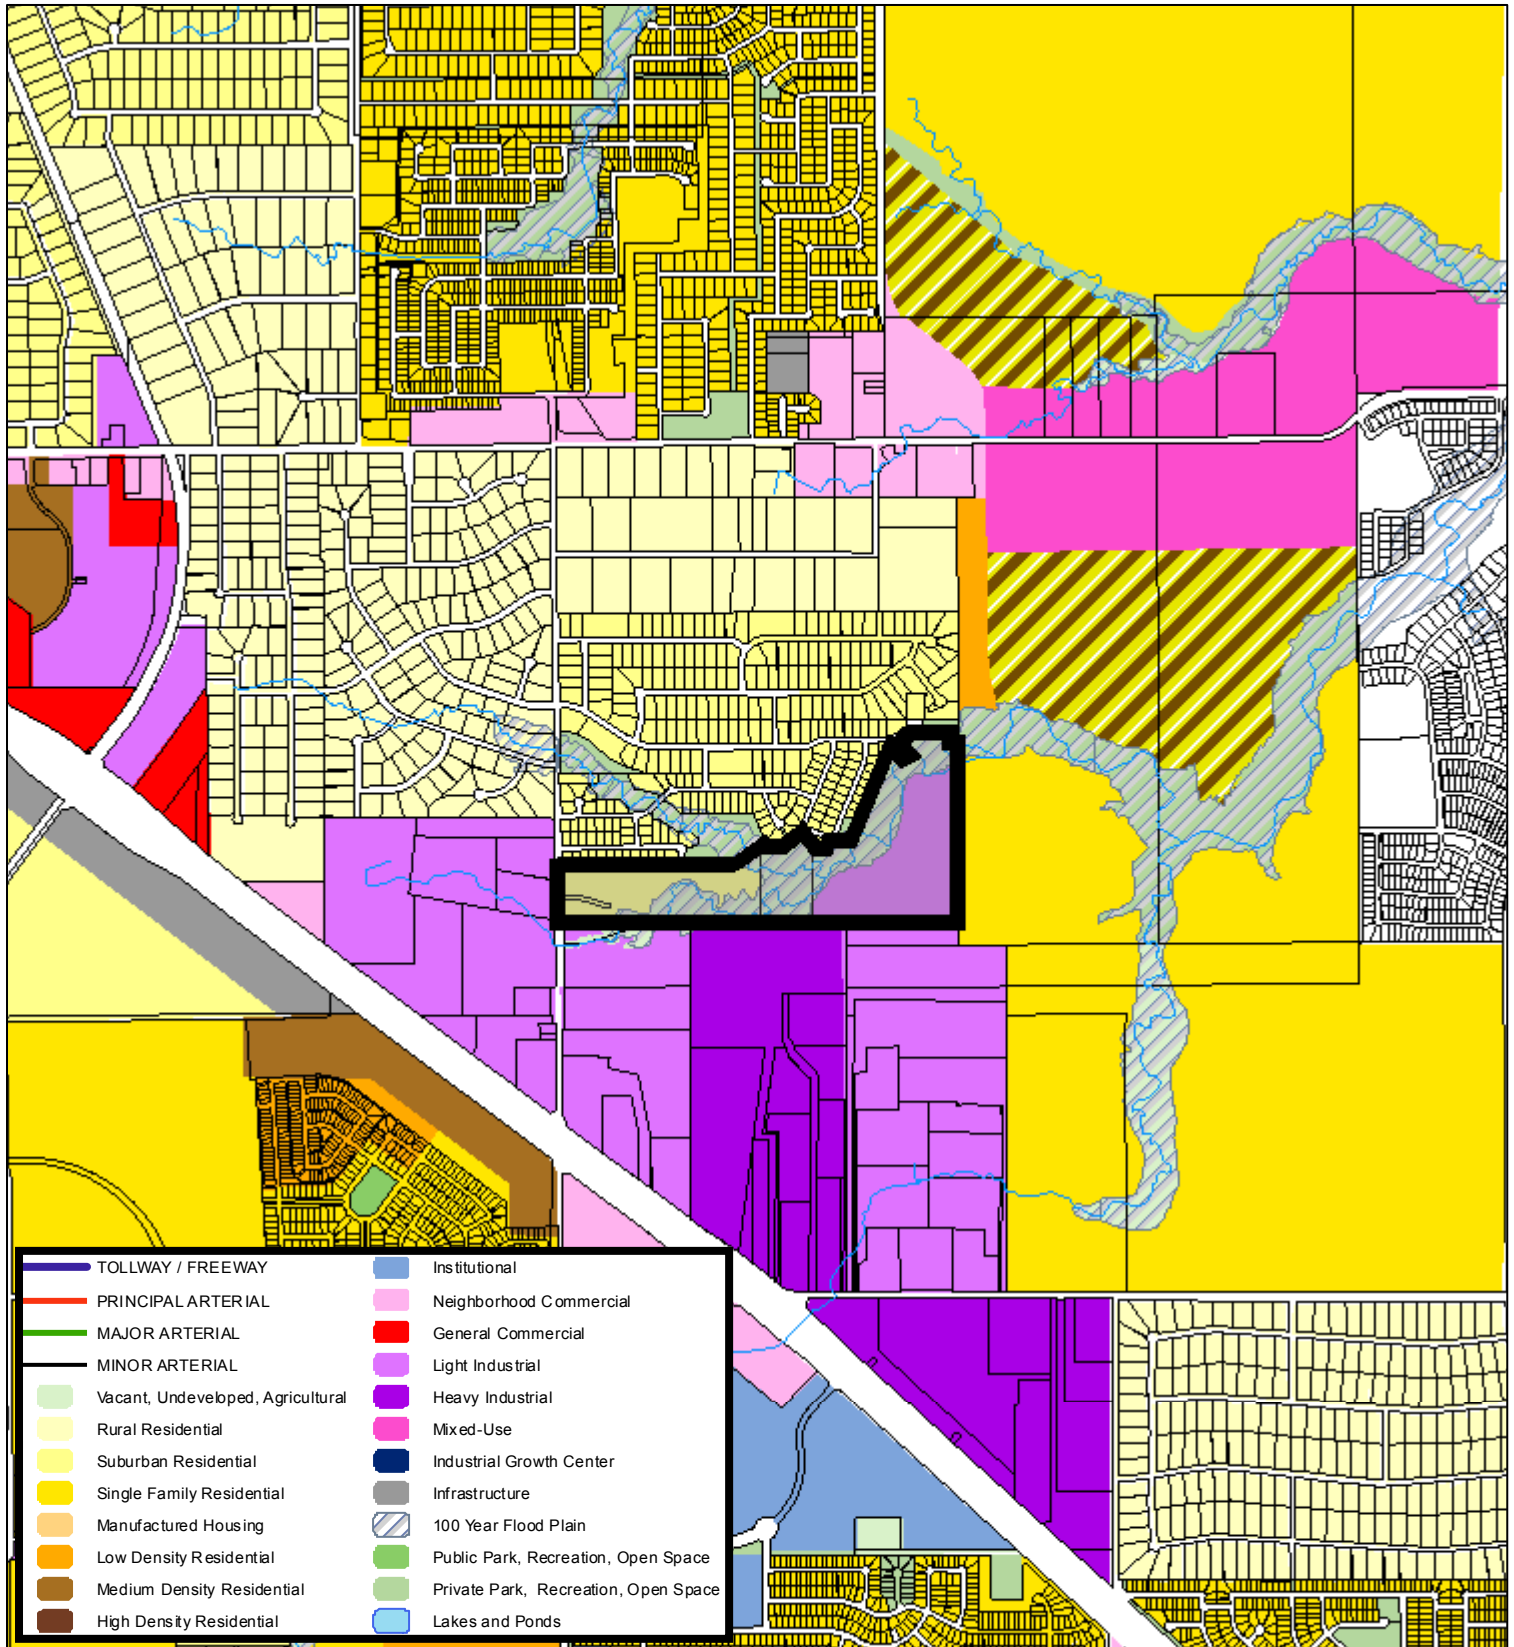 TOLLWAY / FREEWAY
PRINCIPAL ARTERIAL
MAJOR ARTERIAL
MINOR ARTERIAL
Vacant, Undeveloped, Agricultural
Rural Residential
Suburban Residential
Single Family Residential
Manufactured Housing
Low Density Residential
Medium Density Residential
High Density Residential
Institutional
Neighborhood Commercial
General Commercial
Light Industrial
Heavy Industrial
Mixed-Use
Industrial Growth Center
Infrastructure
100 Year Flood Plain
Public Park, Recreation, Open Space
Private Park, Recreation, Open Space
Lakes and Ponds